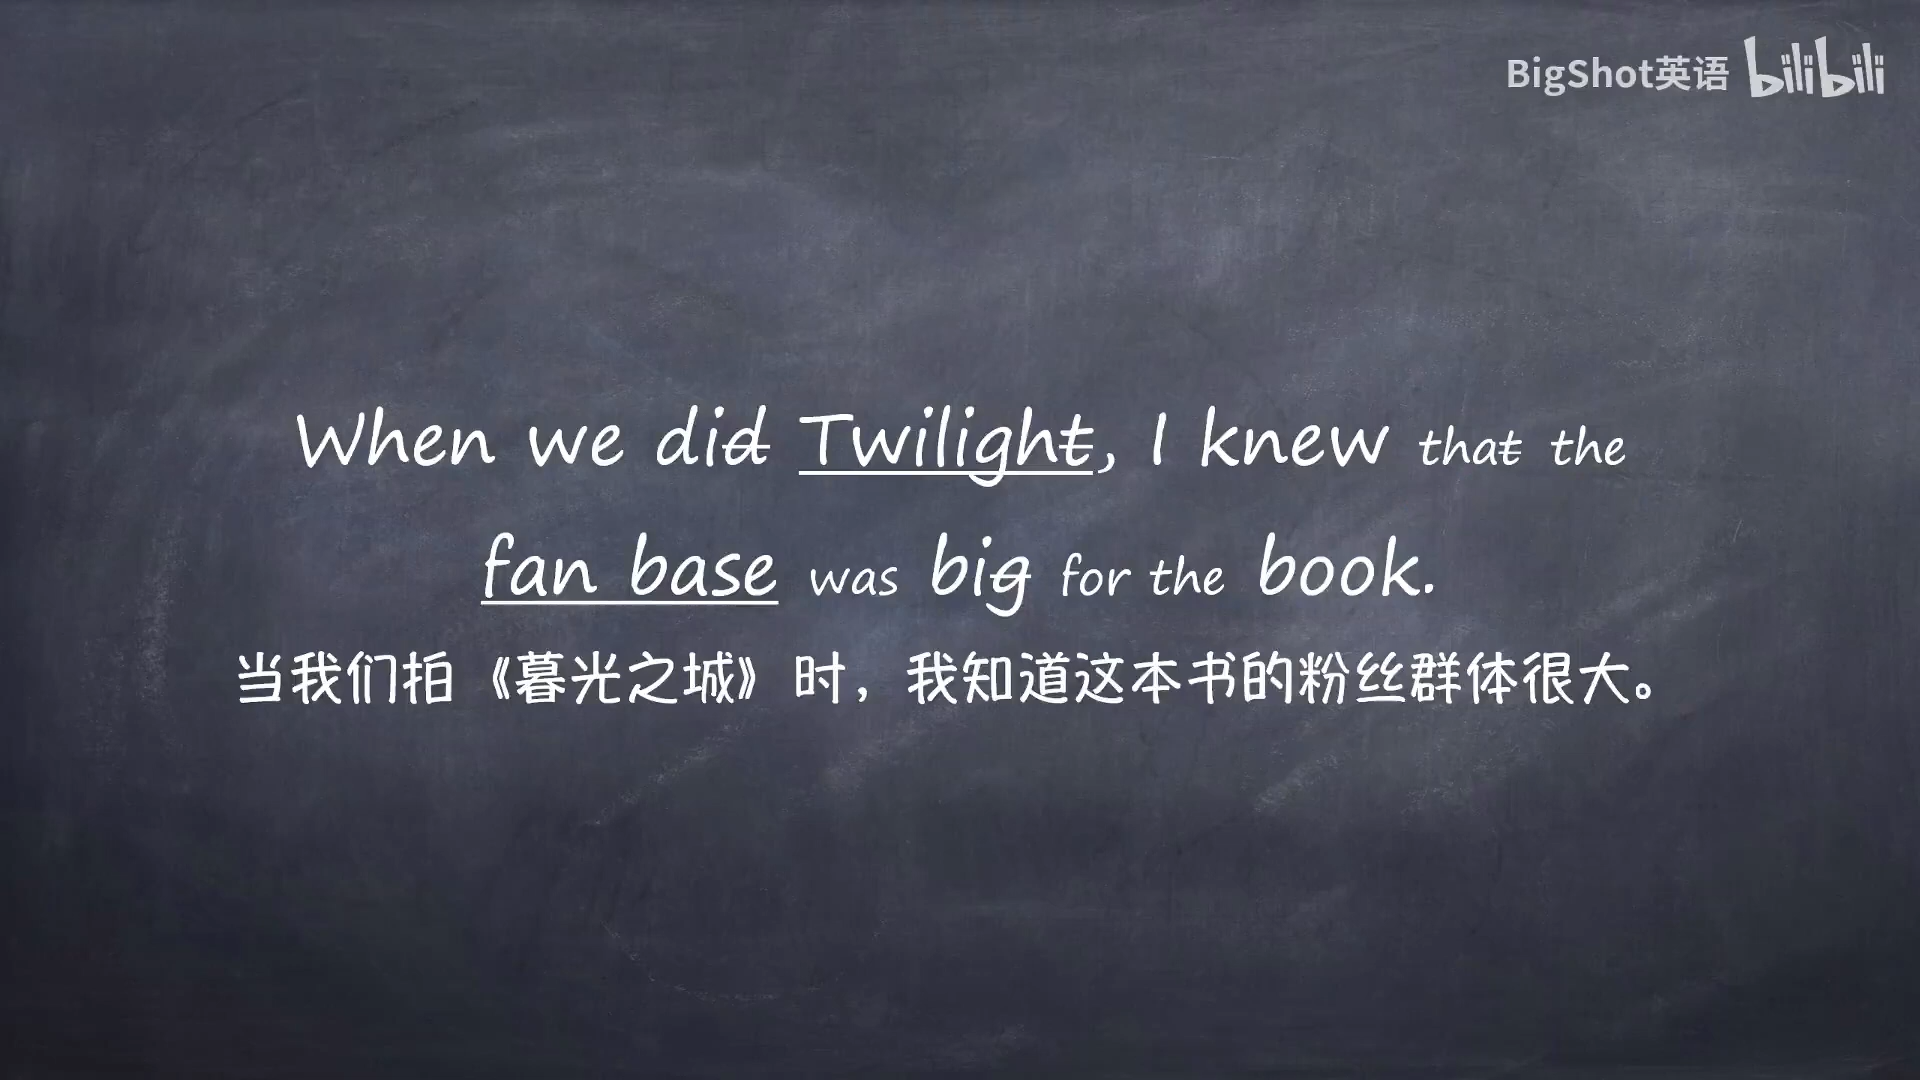 BigShot英语 bilibili
When we did Twilight, I knew that the
fan base was big for the book.
当我们拍《暮光之城》时，我知道这本书的粉丝群体很大。